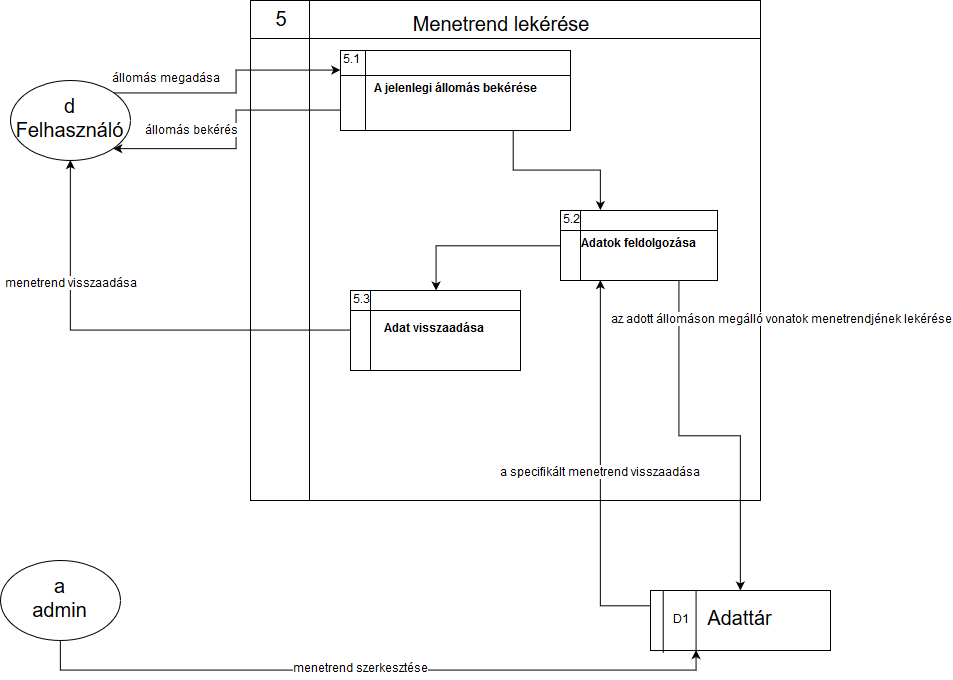 5
Menetrend lekérése
5.1
A jelenlegi állomás bekérése
állomás megadása
d
Felhasználó
állomás bekérés
5.2
Adatok feldolgozása
menetrend visszaadása
5.3
Adat visszaadása
az adott állomáson megálló vonatok menetrendjének lekérése
a specifikált menetrend visszaadása
a
admin
D1
Adattár
menetrend szerkesztése